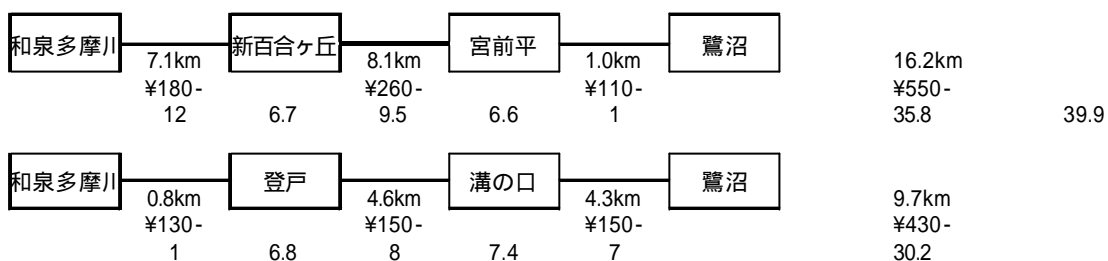 和泉多摩川 新百合ヶ丘 宮前平 鷺沼
7.1km 8.1km 1.0km 16.2km
¥180- ¥260- ¥110- ¥550-
12 6.7 9.5 6.6 1 35.8 39.9
和泉多摩川 登戸 溝の口 鷺沼
0.8km 4.6km 4.3km 9.7km
¥130- ¥150- ¥150- ¥430-
1 6.8 8 7.4 7 30.2